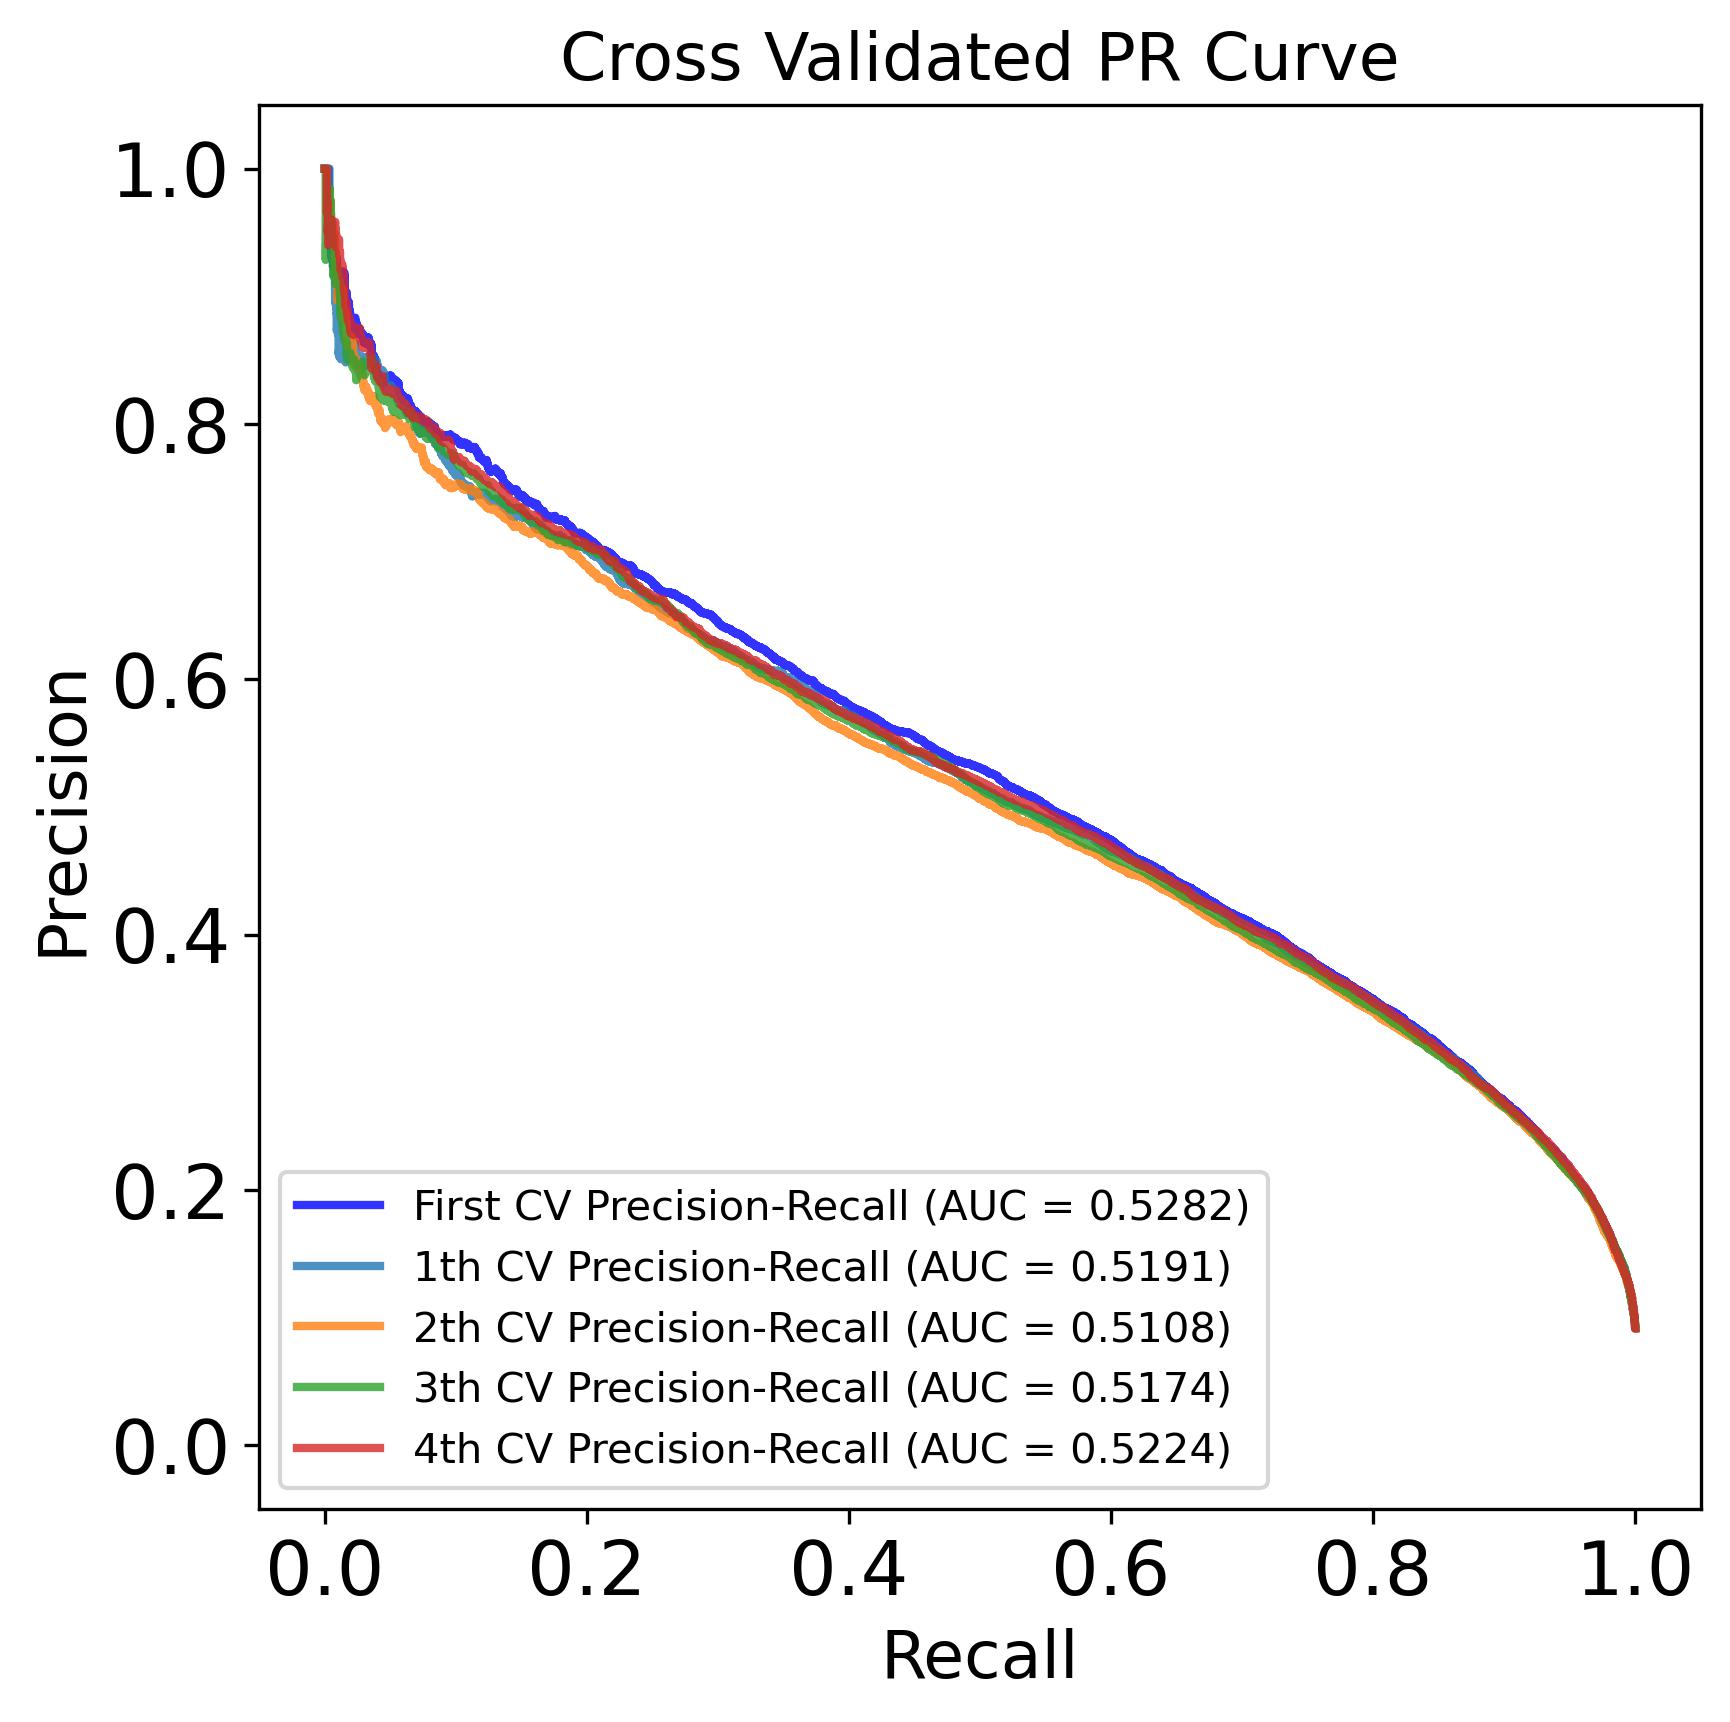 Cross Validated PR Curve
1.0
0.8
0.6
0.4
0.2
0.0
Precision
First CV Precision-Recall (AUC = 0.5282)
1th CV Precision-Recall (AUC = 0.5191)
2th CV Precision-Recall (AUC = 0.5108)
3th CV Precision-Recall (AUC = 0.5174)
4th CV Precision-Recall (AUC = 0.5224)
0.0 0.2 0.4 0.6 0.8 1.0
Recall